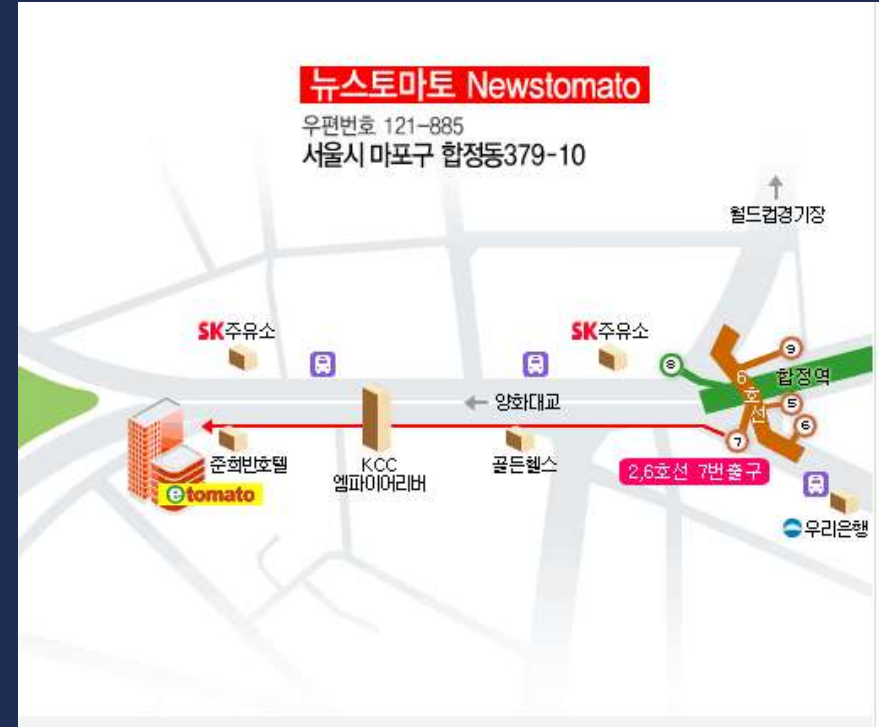 뉴스토마토 Newstomato
우편번호 121-885
서울시 마포구 합정동379-10
월드컵경기장
SK주유소
SK주유소
9
8
합정역
6호선
양화대교
5
6
7
준희반호텔
KCC
엠파이어리버
골든헬스
2,6호선 7번출구
etomato
우리은행